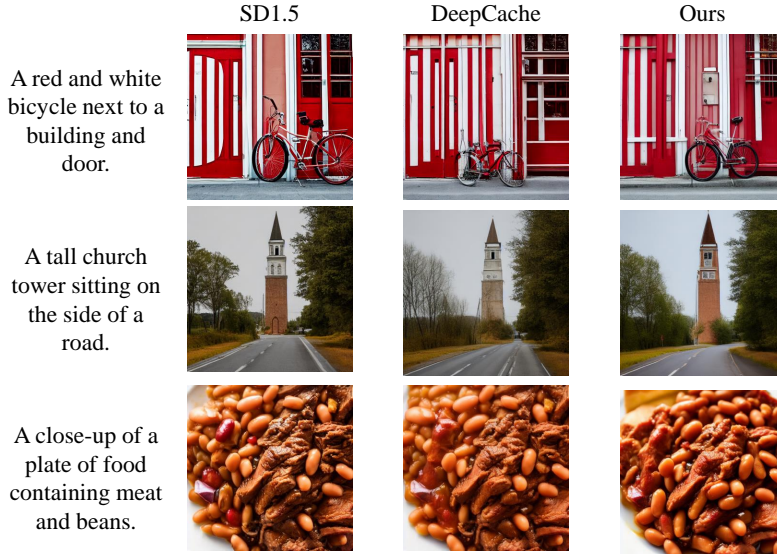 SD1.5 DeepCache Ours
A red and white
bicycle next to a
building and
door.
A tall church
tower sitting on
the side of a
road.
A close-up of a
plate of food
containing meat
and beans.